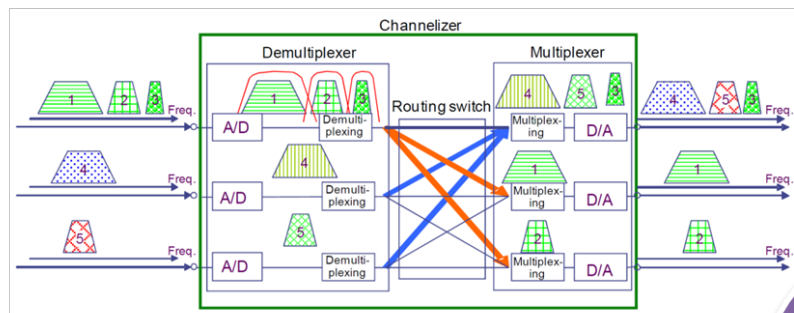 Channelizer
Demultiplexer
Multiplexer
1
2
3
Freq.
1
2
3
A/D
Demulti-
plexing
Routing switch
4
5
3
Multiplex-
ing
D/A
4
5
3
Freq.
4
Freq.
4
A/D
Demulti-
plexing
1
Multiplex-
ing
D/A
1
Freq.
5
Freq.
5
A/D
Demulti-
plexing
2
Multiplex-
ing
D/A
2
Freq.